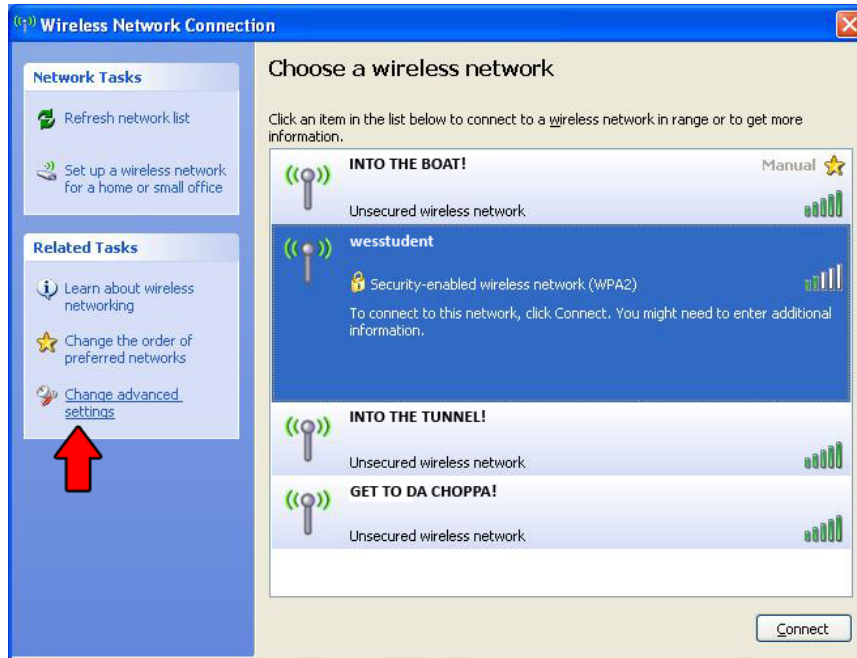 Wireless Network Connection
Network Tasks
Refresh network list
Set up a wireless network
for a home or small office
Related Tasks
Learn about wireless
networking
Change the order of
preferred networks
Change advanced
settings
Choose a wireless network
Click an item in the list below to connect to a wireless network in range or to get more
information.
INTO THE BOAT!
Manual
Unsecured wireless network
wesstudent
Security-enabled wireless network (WPA2)
To connect to this network, click Connect. You might need to enter additional
information.
INTO THE TUNNEL!
Unsecured wireless network
GET TO DA CHOPPA!
Unsecured wireless network
Connect